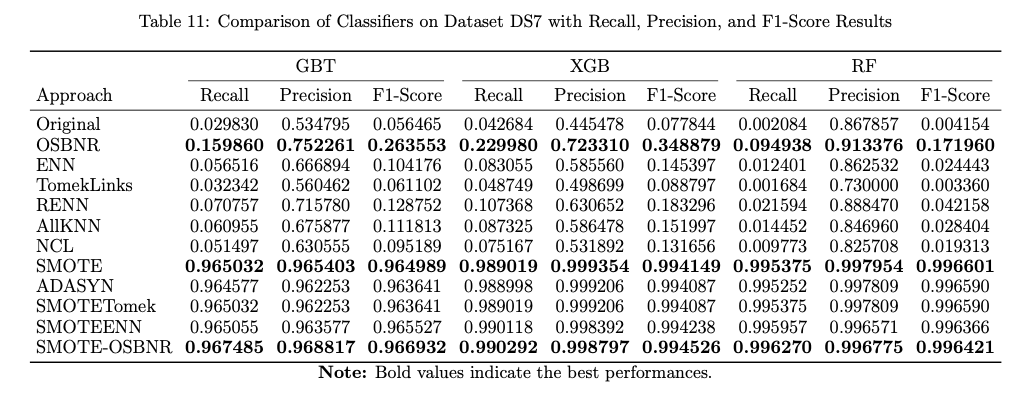 Table 11: Comparison of Classifiers on Dataset DS7 with Recall, Precision, and F1-Score Results
GBT XGB RF
Approach Recall Precision F1-Score Recall Precision F1-Score Recall Precision F1-Score
Original 0.029830 0.534795 0.056465 0.042684 0.445478 0.077844 0.002084 0.867857 0.004154
OSBNR 0.159860 0.752261 0.263553 0.229980 0.723310 0.348879 0.094938 0.913376 0.171960
ENN 0.056516 0.666894 0.104176 0.083055 0.585560 0.145397 0.012401 0.862532 0.024443
TomekLinks 0.032342 0.560462 0.061102 0.048749 0.498699 0.088797 0.001684 0.730000 0.003360
RENN 0.070757 0.715780 0.128752 0.107368 0.630652 0.183296 0.021594 0.888470 0.042158
AllKNN 0.060955 0.675877 0.111813 0.087325 0.586478 0.151997 0.014452 0.846960 0.028404
NCL 0.051497 0.630555 0.095189 0.075167 0.531892 0.131656 0.009773 0.825708 0.019313
SMOTE 0.965032 0.965403 0.964989 0.989019 0.999354 0.994149 0.995375 0.997954 0.996601
ADASYN 0.964577 0.962253 0.963641 0.988998 0.999206 0.994087 0.995252 0.997809 0.996590
SMOTETomek 0.965032 0.962253 0.963641 0.989019 0.999206 0.994087 0.995375 0.997809 0.996590
SMOTEENN 0.965055 0.963577 0.965527 0.990118 0.998392 0.994238 0.995957 0.996571 0.996366
SMOTE-OSBNR 0.967485 0.968817 0.966932 0.990292 0.998797 0.994526 0.996270 0.996775 0.996421
Note: Bold values indicate the best performances.